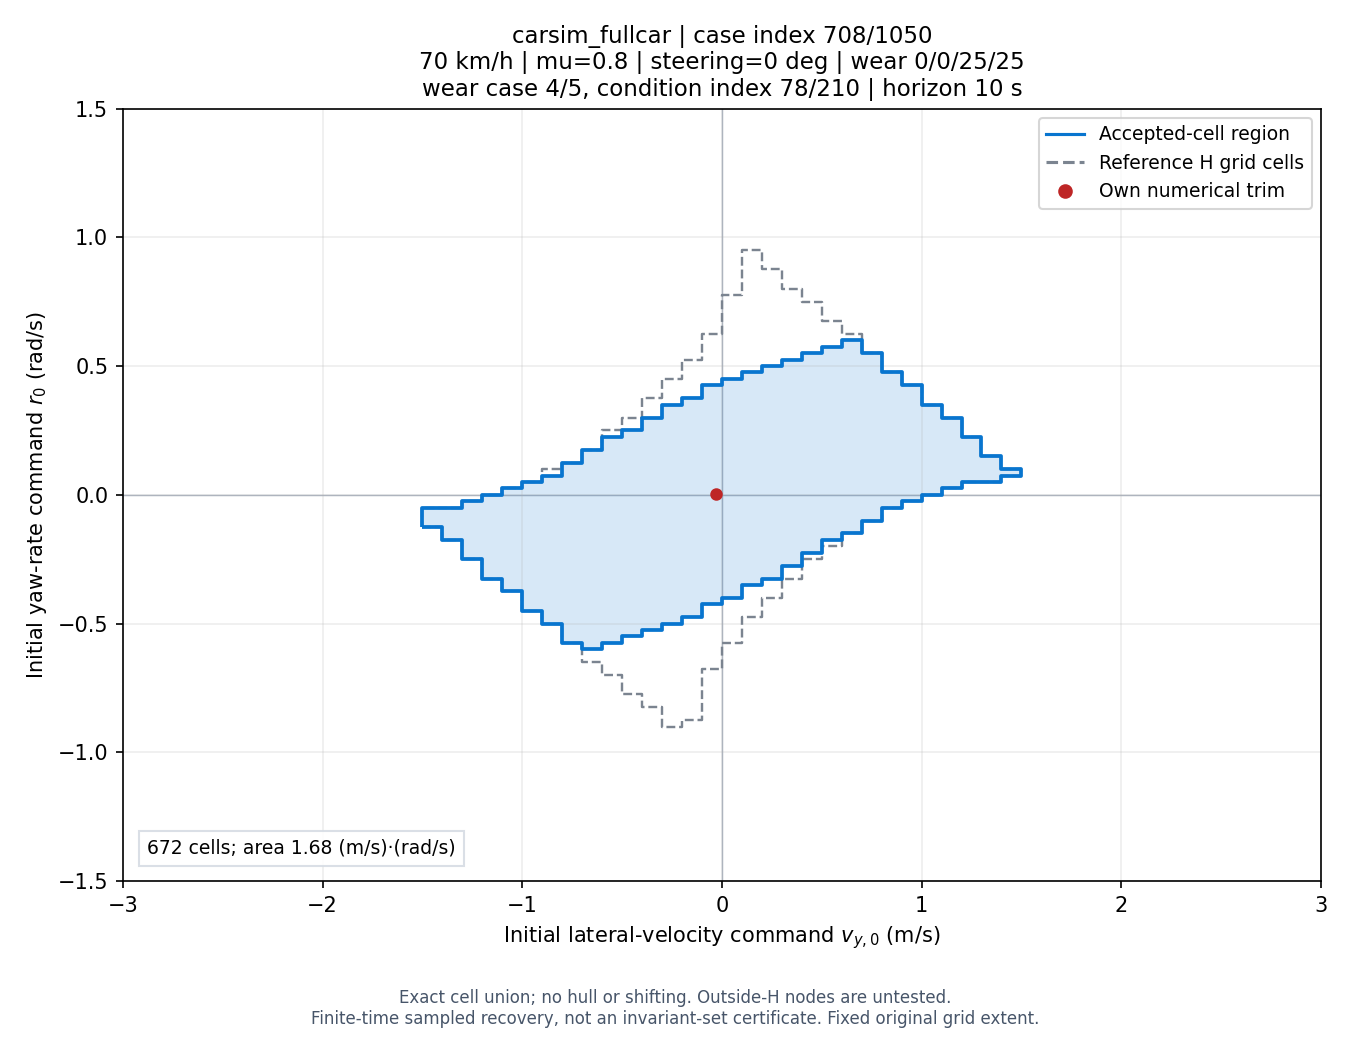 carsim_fullcar | case index 708/1050
70 km/h | mu=0.8 | steering=0 deg | wear 0/0/25/25
wear case 4/5, condition index 78/210 | horizon 10 s
Accepted-cell region
Reference H grid cells
Own numerical trim
1.5
1.0
0.5
0.0
−0.5
−1.0
−1.5
Initial yaw-rate command r0 (rad/s)
672 cells; area 1.68 (m/s)·(rad/s)
−3
−2
−1
0
1
2
3
Initial lateral-velocity command vy,0 (m/s)
Exact cell union; no hull or shifting. Outside-H nodes are untested.
Finite-time sampled recovery, not an invariant-set certificate. Fixed original grid extent.